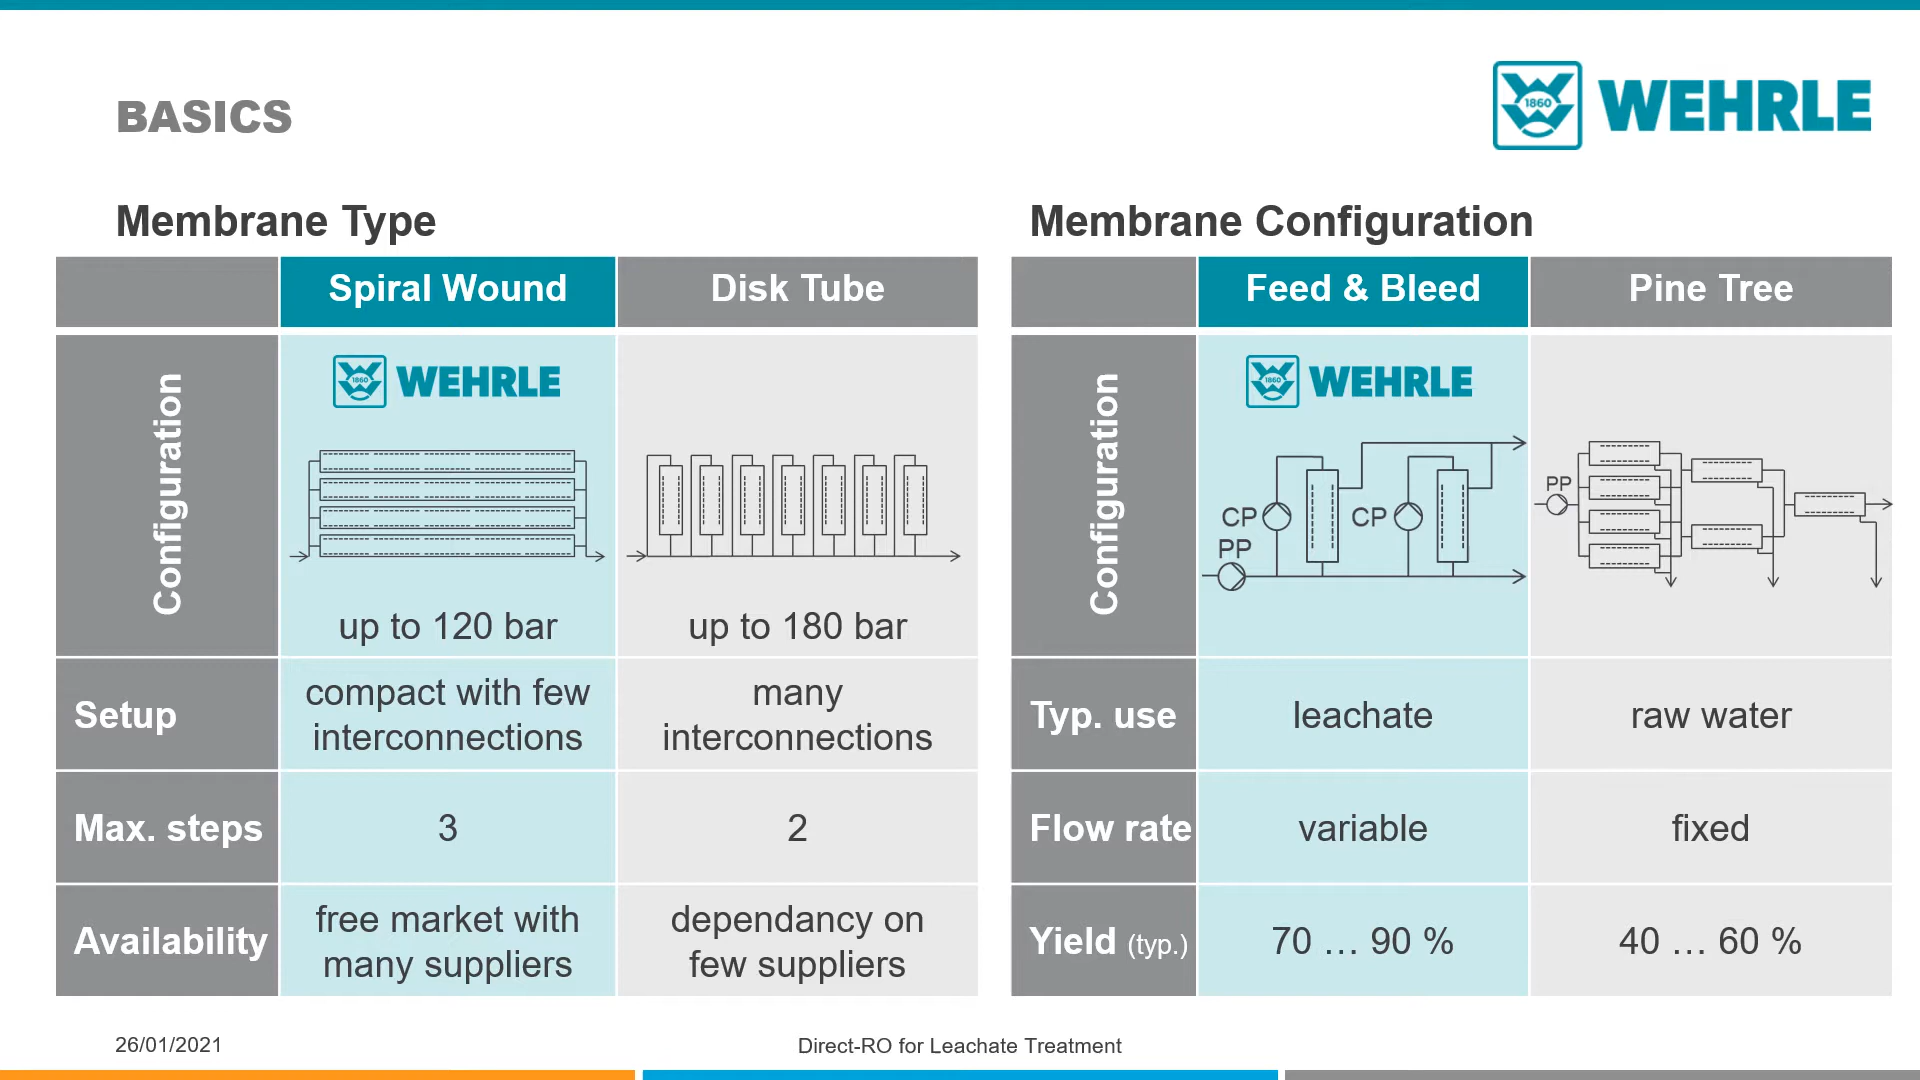 BASICS
1860
WEHRLE
Membrane Type
Spiral Wound
Disk Tube
Configuration
1860
WEHRLE
up to 120 bar
up to 180 bar
Setup
compact with few
interconnections
many
interconnections
Max. steps
3
2
Availability
free market with
many suppliers
dependancy on
few suppliers
Membrane Configuration
Feed & Bleed
Pine Tree
Configuration
1860
WEHRLE
CP
CP
PP
PP
Typ. use
leachate
raw water
Flow rate
variable
fixed
Yield (typ.)
70 … 90 %
40 … 60 %
26/01/2021
Direct-RO for Leachate Treatment